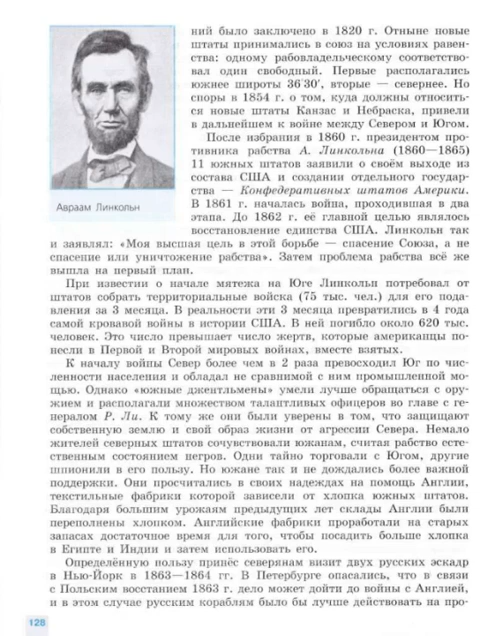 ний было заключено в 1820 г. Отныне новые
штаты принимались в союз на условиях равен-
ства: одному рабовладельческому соответство-
вал один свободный. Первые располагались
южнее широты 36°30′, вторые — севернее. Но
споры в 1854 г. о том, куда должны относить-
ся новые штаты Канзас и Небраска, привели
в дальнейшем к войне между Севером и Югом.
После избрания в 1860 г. президентом про-
тивника рабства А. Линкольна (1860—1865)
11 южных штатов заявили о своём выходе из
состава США и создании отдельного государ-
ства — Конфедеративных штатов Америки.
В 1861 г. началась война, проходившая в два
этапа. До 1862 г. её главной целью являлось
восстановление единства США. Линкольн так
Авраам Линкольн
и заявлял: «Моя высшая цель в этой борьбе — спасение Союза, а не
спасение или уничтожение рабства». Затем проблема рабства всё же
вышла на первый план.
При известии о начале мятежа на Юге Линкольн потребовал от
штатов собрать территориальные войска (75 тыс. чел.) для его пода-
вления за 3 месяца. В реальности эти 3 месяца превратились в 4 года
самой кровавой войны в истории США. В ней погибло около 620 тыс.
человек. Это число превышает число жертв, которые американцы по-
несли в Первой и Второй мировых войнах, вместе взятых.
К началу войны Север более чем в 2 раза превосходил Юг по чис-
ленности населения и обладал не сравнимой с ним промышленной мо-
щью. Однако «южные джентльмены» умели лучше обращаться с ору-
жием и располагали множеством талантливых офицеров во главе с ге-
нералом Р. Ли. К тому же они были уверены в том, что защищают
собственную землю и свой образ жизни от агрессии Севера. Немало
жителей северных штатов сочувствовали южанам, считая рабство есте-
ственным состоянием негров. Одни тайно торговали с Югом, другие
шпионили в его пользу. Но южане так и не дождались более важной
поддержки. Они просчитались в своих надеждах на помощь Англии,
текстильные фабрики которой зависели от хлопка южных штатов.
Благодаря большим урожаям предыдущих лет склады Англии были
переполнены хлопком. Английские фабрики проработали на старых
запасах достаточное время для того, чтобы посадить больше хлопка
в Египте и Индии и затем использовать его.
Определённую пользу принёс северянам визит двух русских эскадр
в Нью-Йорк в 1863—1864 гг. В Петербурге опасались, что в связи
с Польским восстанием 1863 г. дело может дойти до войны с Англией,
и в этом случае русским кораблям было бы лучше действовать на про-
128